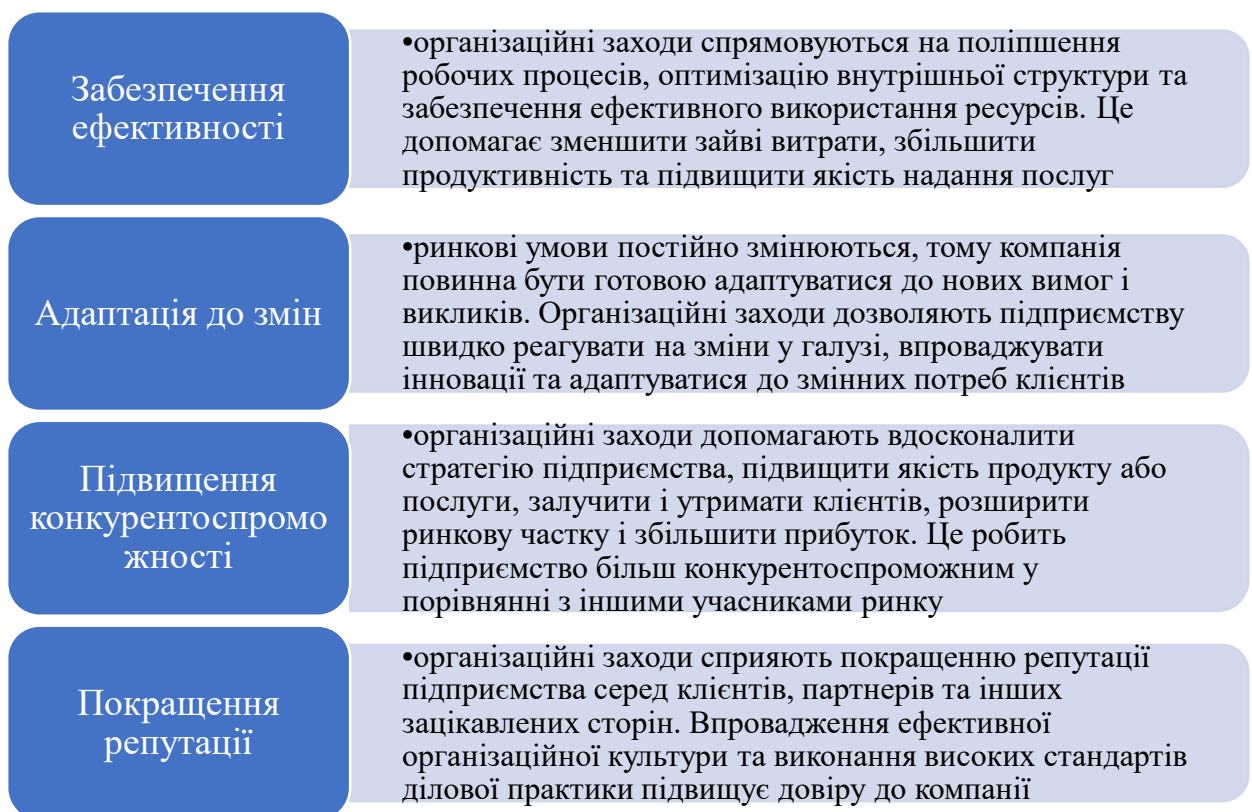 Забезпечення
ефективності
•організаційні заходи спрямовуються на поліпшення
робочих процесів, оптимізацію внутрішньої структури та
забезпечення ефективного використання ресурсів. Це
допомагає зменшити зайві витрати, збільшити
продуктивність та підвищити якість надання послуг
Адаптація до змін
•ринкові умови постійно змінюються, тому компанія
повинна бути готовою адаптуватися до нових вимог і
викликів. Організаційні заходи дозволяють підприємству
швидко реагувати на зміни у галузі, впроваджувати
інновації та адаптуватися до змінних потреб клієнтів
Підвищення
конкурентоспромо
жності
•організаційні заходи допомагають вдосконалити
стратегію підприємства, підвищити якість продукту або
послуги, залучити і утримати клієнтів, розширити
ринкову частку і збільшити прибуток. Це робить
підприємство більш конкурентоспроможним у
порівнянні з іншими учасниками ринку
Покращення
репутації
•організаційні заходи сприяють покращенню репутації
підприємства серед клієнтів, партнерів та інших
зацікавлених сторін. Впровадження ефективної
організаційної культури та виконання високих стандартів
ділової практики підвищує довіру до компанії